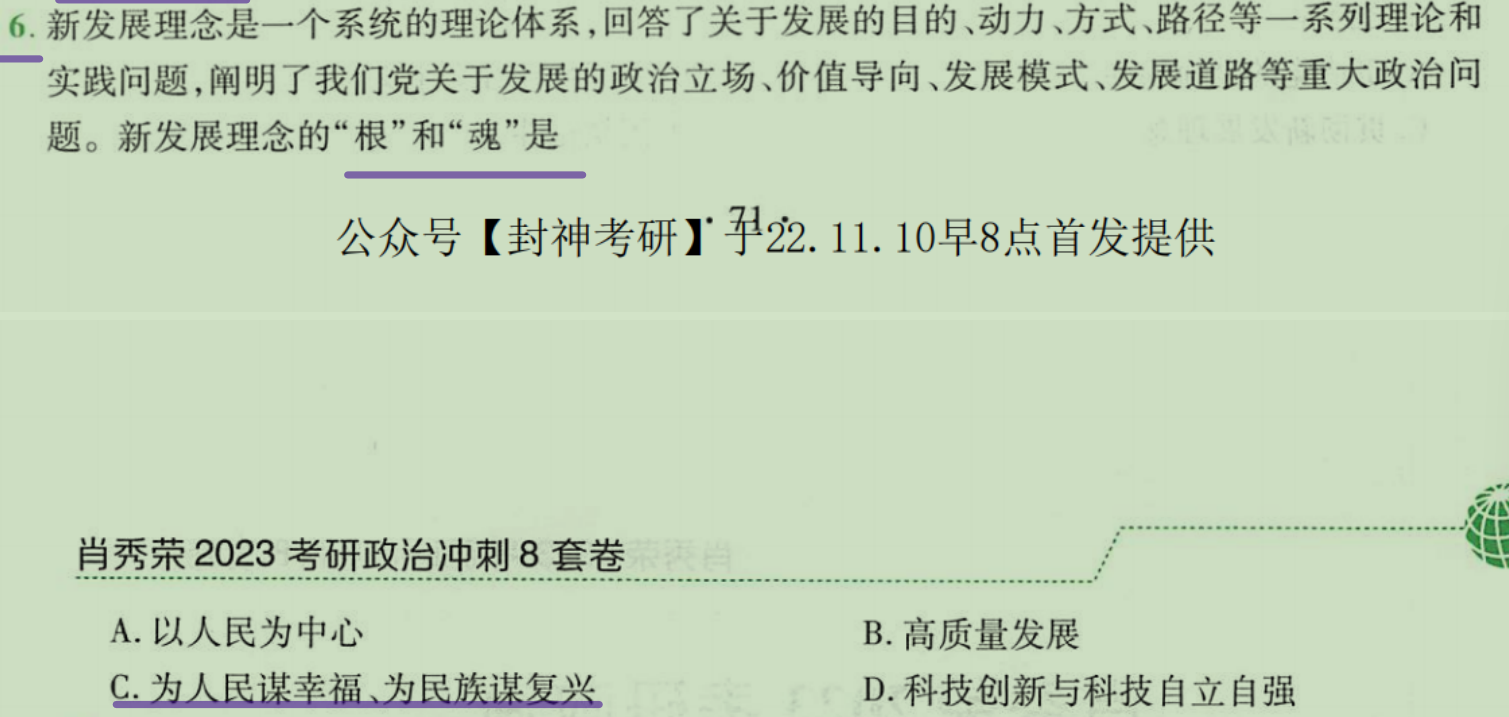 6. 新发展理念是一个系统的理论体系,回答了关于发展的目的、动力、方式、路径等一系列理论和
实践问题,阐明了我们党关于发展的政治立场、价值导向、发展模式、发展道路等重大政治问
题。新发展理念的“根”和“魂”是
· 71 ·
公众号【封神考研】于22.11.10早8点首发提供
肖秀荣 2023 考研政治冲刺 8 套卷
A. 以人民为中心
B. 高质量发展
C. 为人民谋幸福、为民族谋复兴
D. 科技创新与科技自立自强